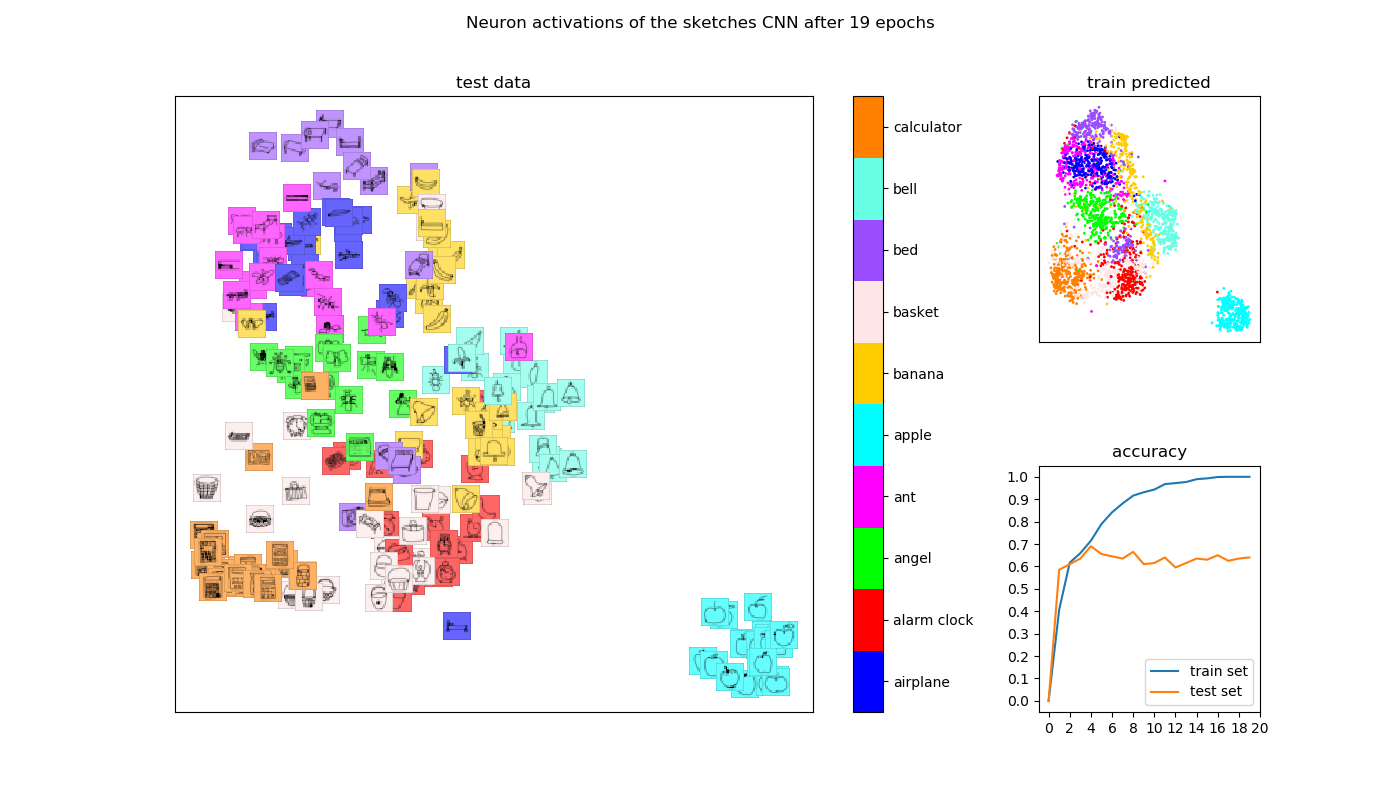 Neuron activations of the sketches CNN after 19 epochs
test data
calculator
bell
bed
basket
banana
apple
ant
angel
alarm clock
airplane
train predicted
accuracy
1.0
0.9
0.8
0.7
0.6
0.5
0.4
0.3
0.2
0.1
0.0
train set
test set
0 2 4 6 8 10 12 14 16 18 20